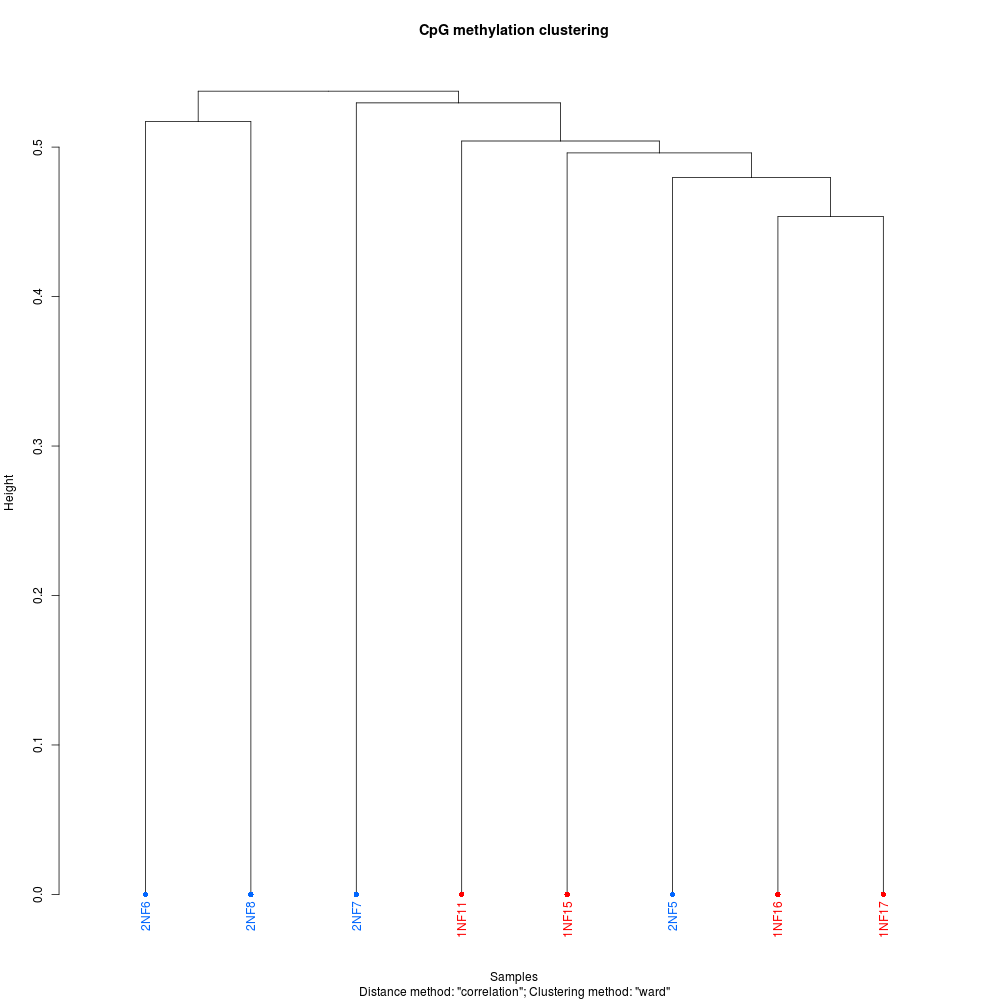 CpG methylation clustering
Height
0.5
0.4
0.3
0.2
0.1
0.0
2NF6
2NF8
2NF7
1NF11
1NF15
2NF5
1NF16
1NF17
Samples
Distance method: "correlation"; Clustering method: "ward"